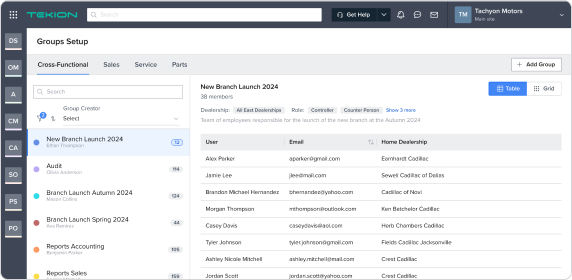 TEKION
Search
Get Help
TM
Tachyon Motors
Main site
DS
OM
A
CM
CA
SO
PS
PO
Groups Setup
Cross-Functional
Sales
Service
Parts
+ Add Group
Search
Group Creator
2
Select
New Branch Launch 2024
Ethan Thompson
12
Audit
Olivia Anderson
94
Branch Launch Autumn 2024
Mason Collins
124
Branch Launch Spring 2024
Ava Ramirez
44
Reports Accounting
Benjamin Parker
105
Reports Sales
159
New Branch Launch 2024
38 members
Table
Grid
Dealership: All East Dealerships Role: Controller Counter Person Show 3 more
Team of employees responsible for the launch of the new branch at the Autumn 2024
User Email Home Dealership
Alex Parker aparker@gmail.com Earnhardt Cadillac
Jamie Lee jlee@mail.com Sewell Cadillac of Dallas
Brandon Michael Hernandez bhernandez@yahoo.com Cadillac of Novi
Morgan Thompson mthompson@outlook.com Ken Batchelor Cadillac
Casey Davis caseydavis@aol.com Herb Chambers Cadillac
Tyler Johnson tyler.johnson@gmail.com Fields Cadillac Jacksonville
Ashley Nicole Mitchell ashley.mitchell@mail.com Crest Cadillac
Jordan Scott jordan.scott@yahoo.com Crest Cadillac